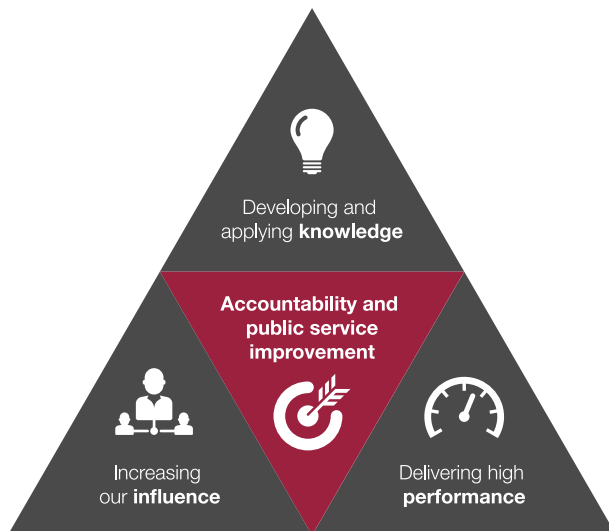 Developing and
applying knowledge
Accountability and
public service
improvement
Increasing
our influence
Delivering high
performance